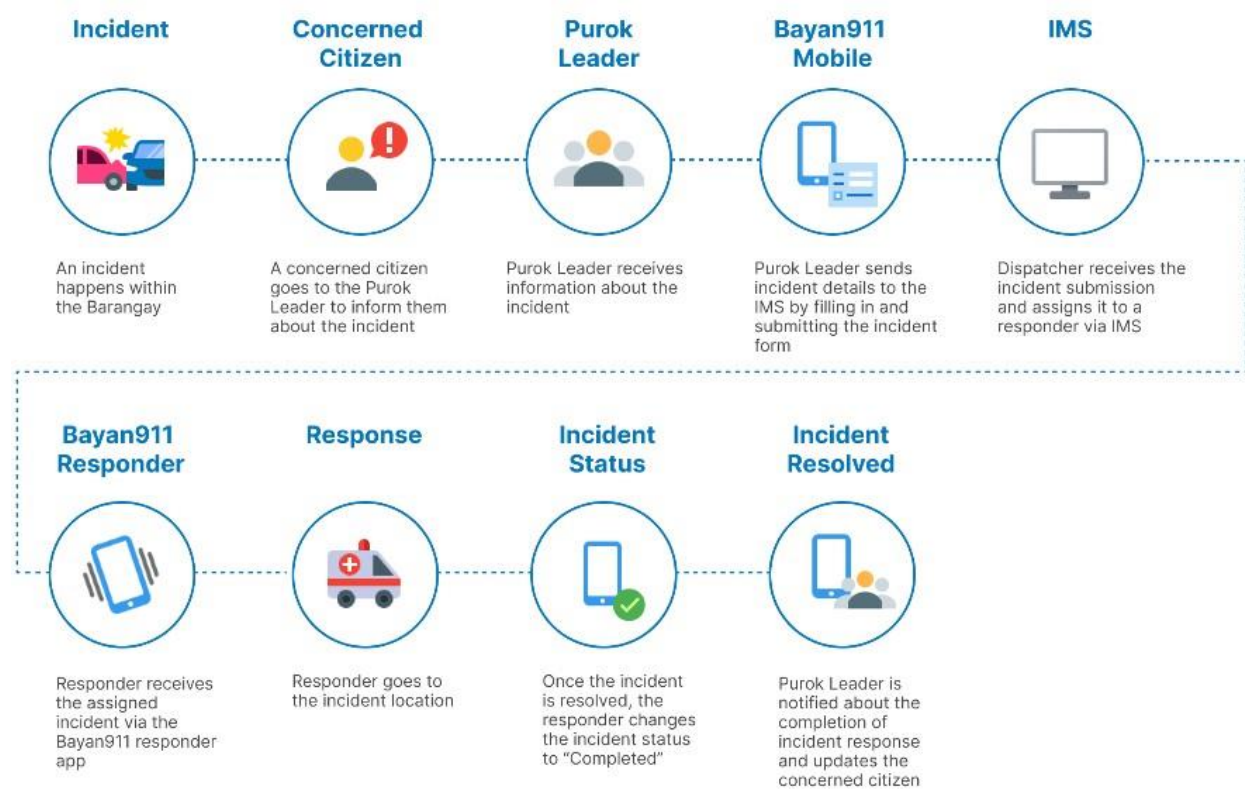 Incident
Concerned
Citizen
Purok
Leader
Bayan911
Mobile
IMS
An incident
happens within
the Barangay
A concerned citizen
goes to the Purok
Leader to inform them
about the incident
Purok Leader receives
information about the
incident
Purok Leader sends
incident details to the
IMS by filling in and
submitting the incident
form
Dispatcher receives the
incident submission
and assigns it to a
responder via IMS
Bayan911
Responder
Response
Incident
Status
Incident
Resolved
Responder receives
the assigned
incident via the
Bayan911 responder
app
Responder goes to
the incident location
Once the incident
is resolved, the
responder changes
the incident status
to “Completed”
Purok Leader is
notified about the
completion of
incident response
and updates the
concerned citizen